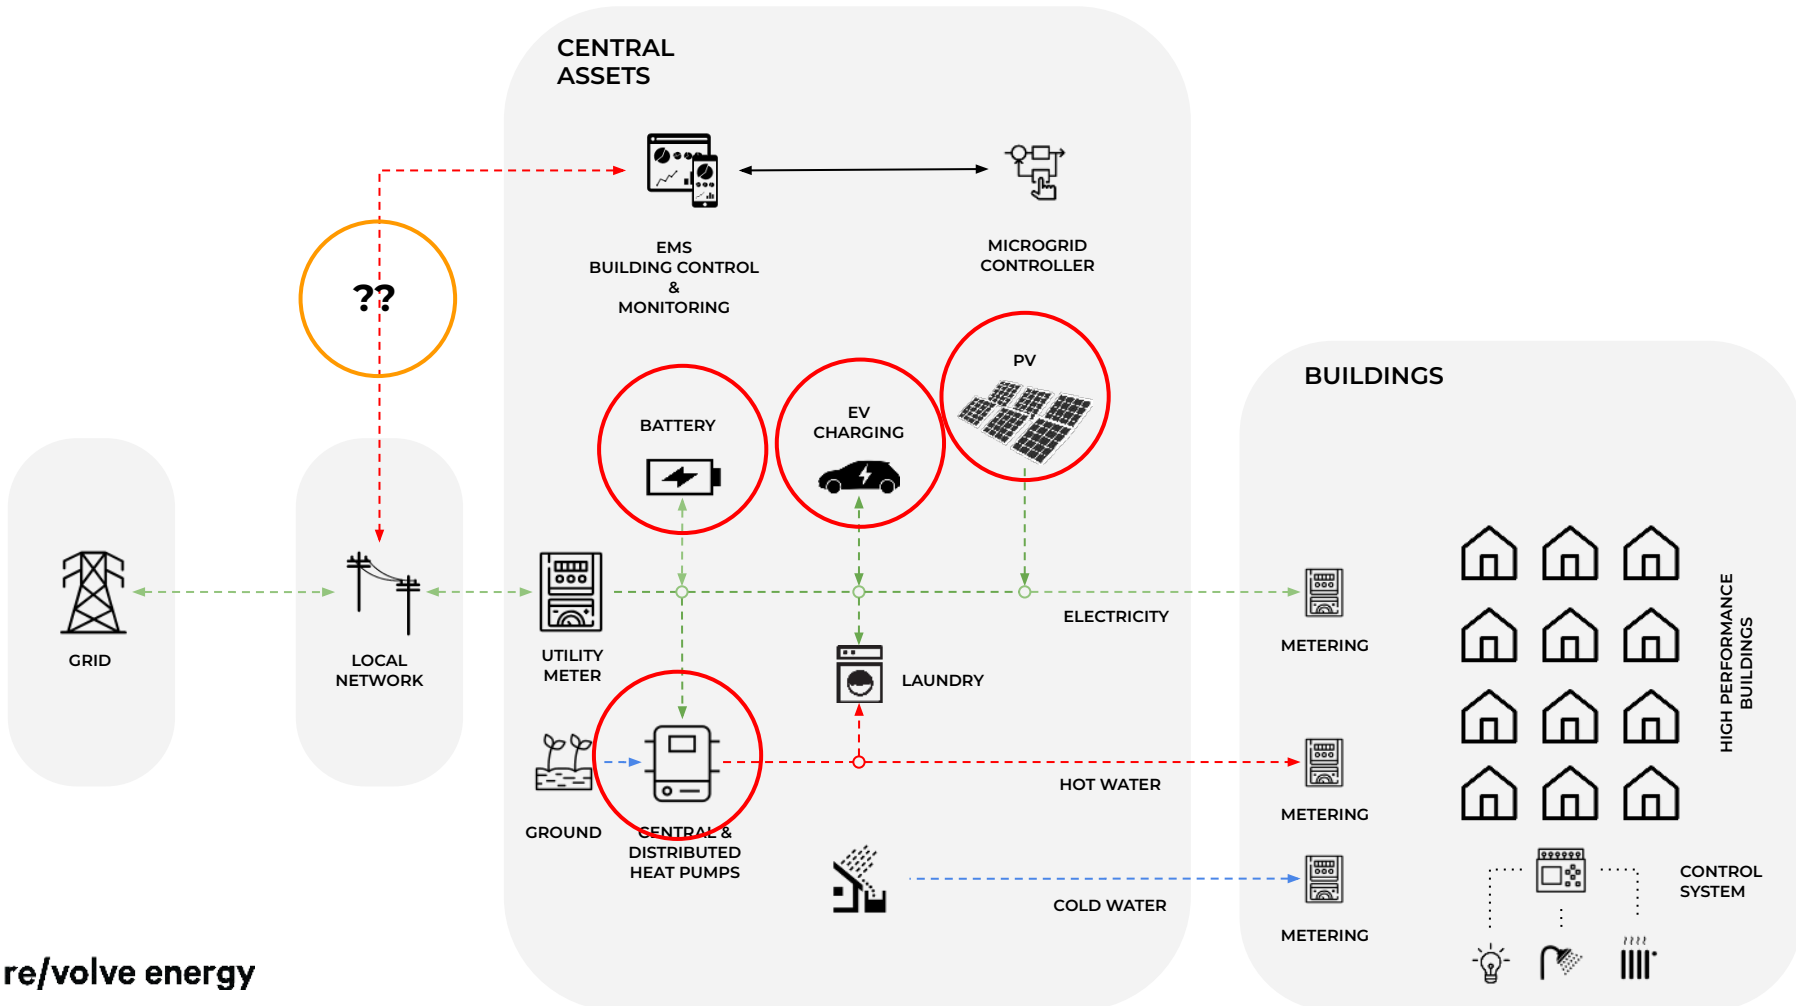 CENTRAL
ASSETS
EMS
BUILDING CONTROL
&
MONITORING
MICROGRID
CONTROLLER
??
BATTERY
EV
CHARGING
PV
BUILDINGS
GRID
LOCAL
NETWORK
UTILITY
METER
ELECTRICITY
METERING
LAUNDRY
GROUND
CENTRAL &
DISTRIBUTED
HEAT PUMPS
HOT WATER
METERING
COLD WATER
METERING
HIGH PERFORMANCE
BUILDINGS
CONTROL
SYSTEM
re/volve energy